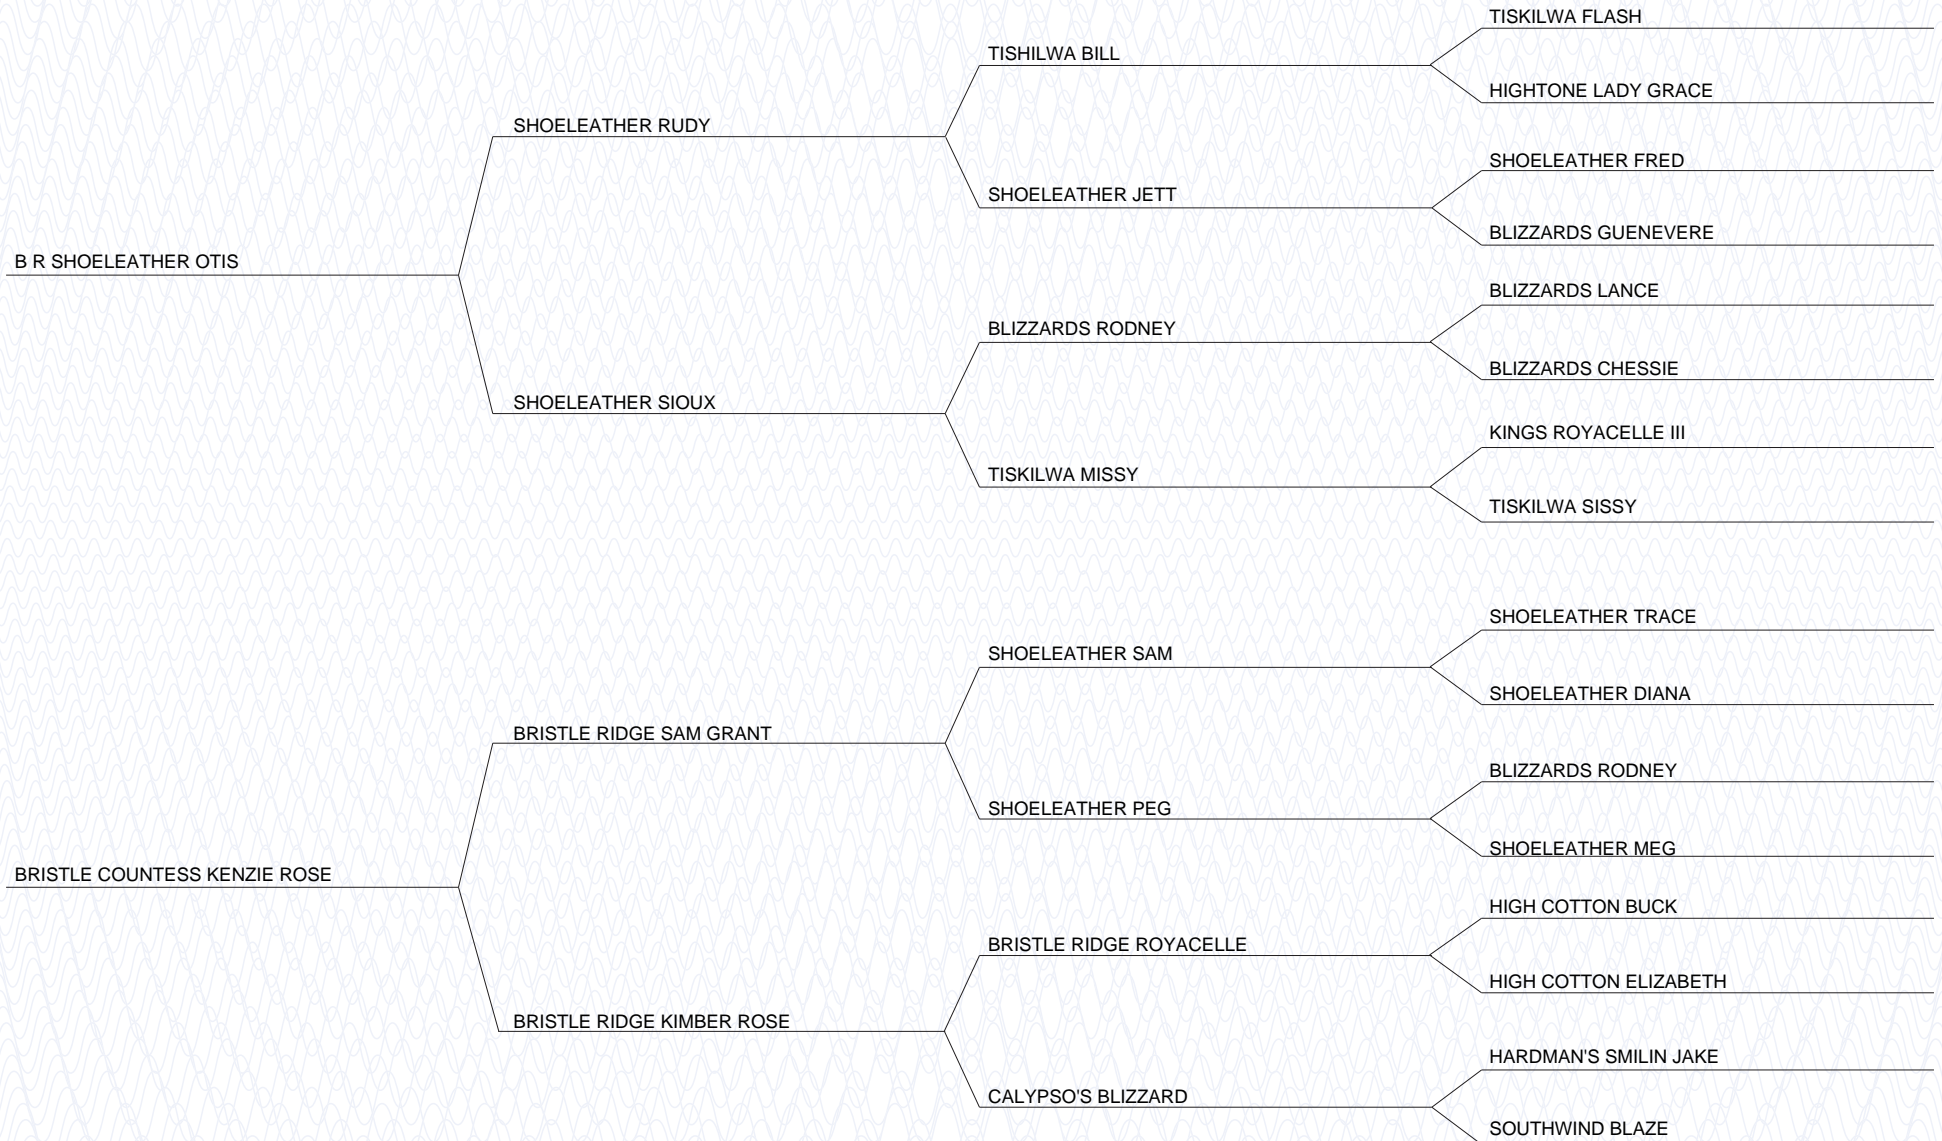 TISKILWA FLASH
TISHILWA BILL
HIGHTONE LADY GRACE
SHOELEATHER RUDY
SHOELEATHER FRED
SHOELEATHER JETT
BLIZZARDS GUENEVERE
B R SHOELEATHER OTIS
BLIZZARDS LANCE
BLIZZARDS RODNEY
BLIZZARDS CHESSIE
SHOELEATHER SIOUX
KINGS ROYACELLE III
TISKILWA MISSY
TISKILWA SISSY
SHOELEATHER TRACE
SHOELEATHER SAM
SHOELEATHER DIANA
BRISTLE RIDGE SAM GRANT
BLIZZARDS RODNEY
SHOELEATHER PEG
SHOELEATHER MEG
BRISTLE COUNTESS KENZIE ROSE
HIGH COTTON BUCK
BRISTLE RIDGE ROYACELLE
HIGH COTTON ELIZABETH
BRISTLE RIDGE KIMBER ROSE
HARDMAN'S SMILIN JAKE
CALYPSO'S BLIZZARD
SOUTHWIND BLAZE